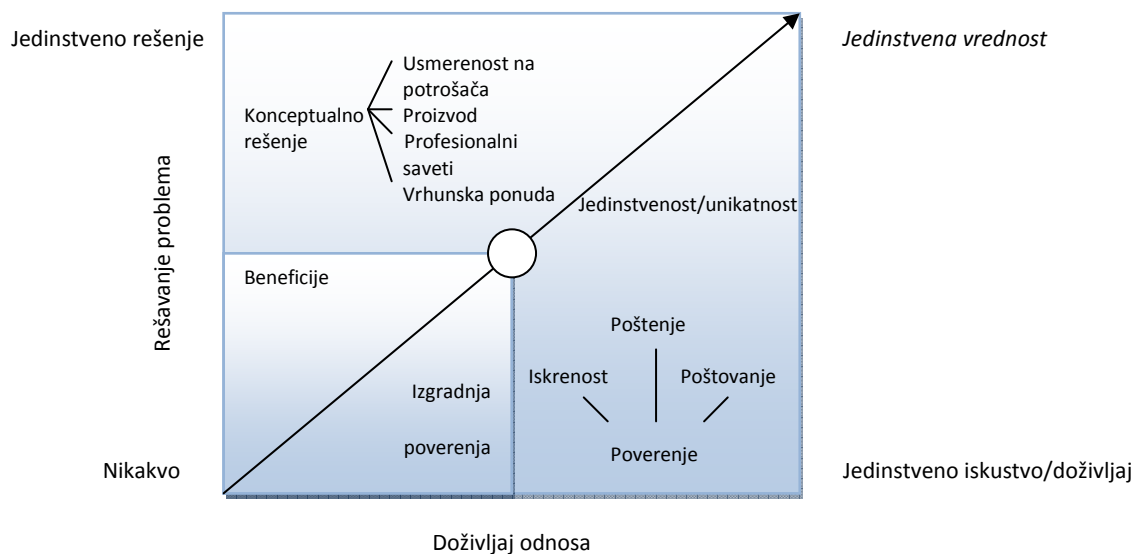 Jedinstveno rešenje
Jedinstvena vrednost
Usmerenost na
potrošača
Konceptualno
rešenje
Proizvod
Profesionalni
saveti
Vrhunska ponuda
Jedinstvenost/unikatnost
Rešavanje problema
Beneficije
Poštenje
Iskrenost
Poštovanje
Izgradnja
poverenja
Poverenje
Nikakvo
Jedinstveno iskustvo/doživljaj
Doživljaj odnosa